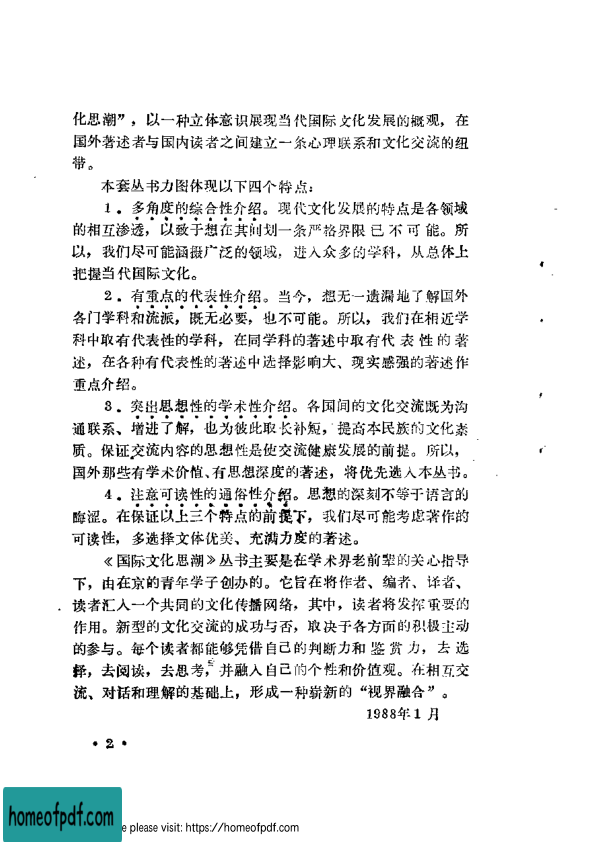 化思潮”，以一种立体意识展现当代国际文化发展的概观，在
国外著述者与国内读者之间建立一条心理联系和文化交流的纽
带。
本套丛书力图体现以下四个特点：
1．多角度的综合性介绍。现代文化发展的特点是各领域
的相互渗透，以致于想在其间划一条严格界限已不可能。所
以，我们尽可能涵摄广泛的领域，进入众多的学科，从总体上
把握当代国际文化。
2．有重点的代表性介绍。当今，想无一遗漏地了解国外
各门学科和流派，既无必要，也不可能。所以，我们在相近学
科中取有代表性的学科，在同学科的著述中取有代表性的著
述，在各种有代表性的著述中选择影响大、现实感强的著述作
重点介绍。
3．突出思想性的学术性介绍。各国间的文化交流既为沟
通联系、增进了解，也为彼此取长补短，提高本民族的文化素
质。保证交流内容的思想性是使交流健康发展的前提。所以，
国外那些有学术价值、有思想深度的著述，将优先选入本丛书。
4．注意可读性的通俗性介绍。思想的深刻不等于语言的
晦涩。在保证以上三个特点的前提下，我们尽可能考虑著作的
可读性，多选择文体优美、充满力度的著述。
《国际文化思潮》丛书主要是在学术界老前辈的关心指导
下，由在京的青年学子创办的。它旨在将作者、编者、译者、
读者汇入一个共同的文化传播网络，其中，读者将发挥重要的
作用。新型的文化交流的成功与否，取决于各方面的积极主动
的参与。每个读者都能够凭借自己的判断力和鉴赏力，去选
择，去阅读，去思考，并融入自己的个性和价值观。在相互交
流、对话和理解的基础上，形成一种崭新的“视界融合”。
1988年1月
• 2 •
homeofpdf.com
e please visit: https://homeofpdf.com